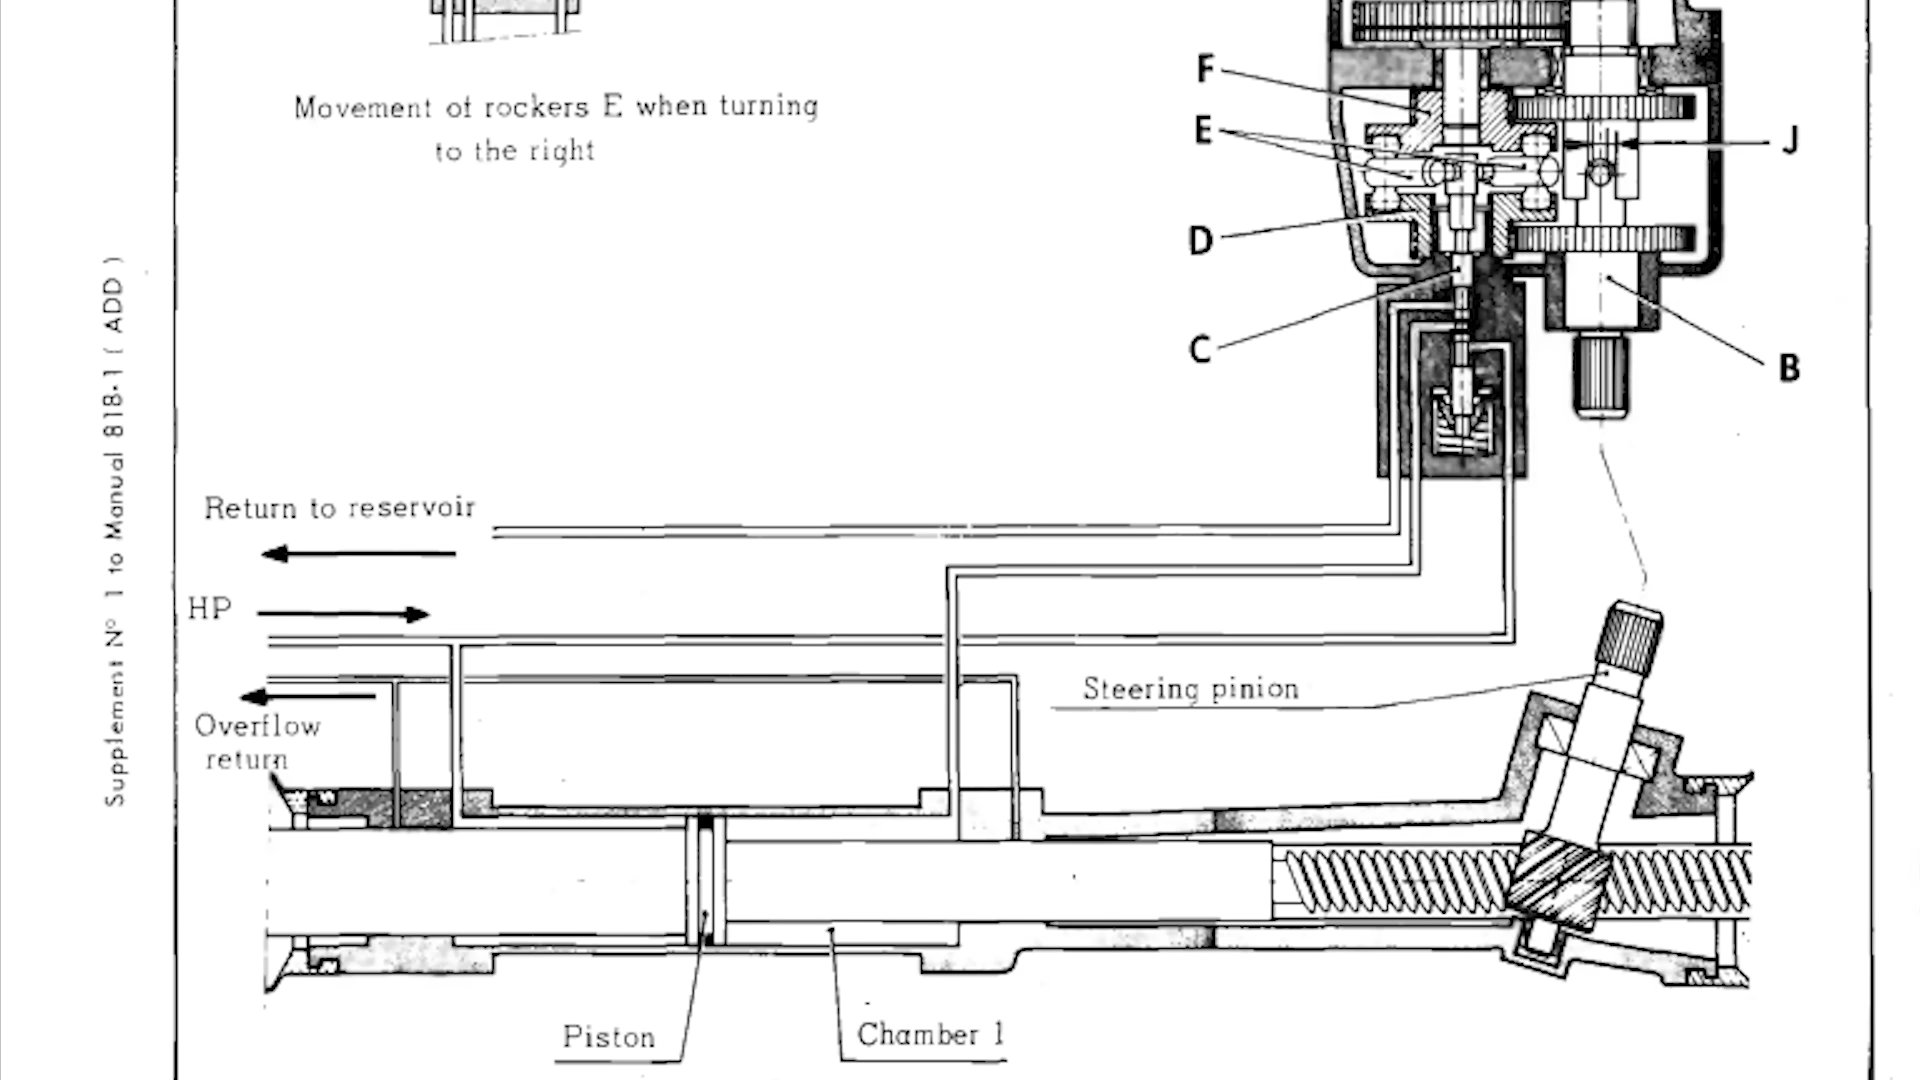 Movement of rockers E when turning
to the right
F
E
J
D
C
B
Supplement Nº 1 to Manual 818-1 ( ADD )
Return to reservoir
HP
Steering pinion
Overflow
return
Piston
Chamber 1